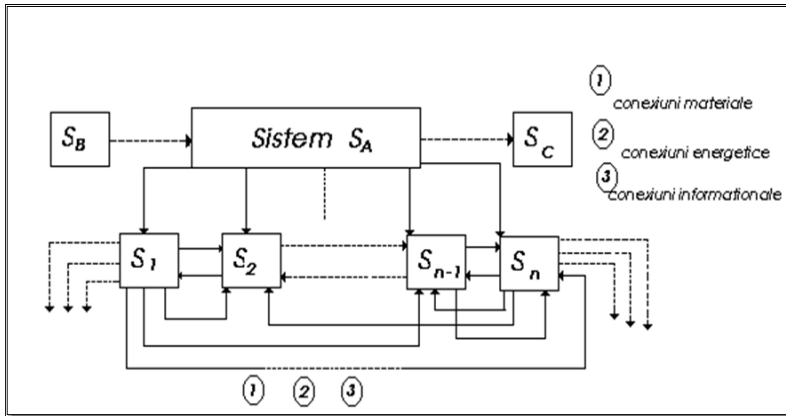 1
conexiuni materiale
S_B
Sistem S_A
S_C
2
conexiuni energetice
3
conexiuni informationale
S_1
S_2
S_n-1
S_n
1 2 3